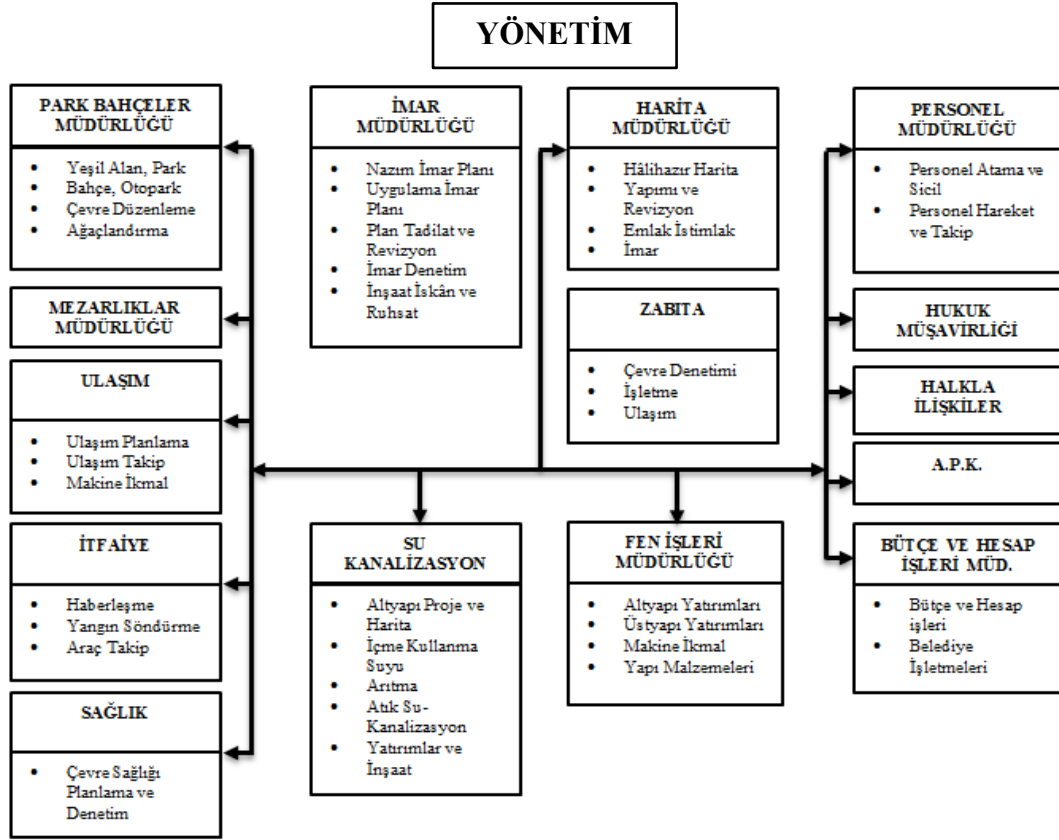 YÖNETİM
PARK BAHÇELER
MÜDÜRLÜĞÜ
• Yeşil Alan, Park
• Bahçe, Otopark
• Çevre Düzenleme
• Ağaçlandırma
MEZARLIKLAR
MÜDÜRLÜĞÜ
ULAŞIM
• Ulaşım Planlama
• Ulaşım Takip
• Makine İkmal
İTFAİYE
• Haberleşme
• Yangın Söndürme
• Araç Takip
SAĞLIK
• Çevre Sağlığı
Planlama ve
Denetim
İMAR
MÜDÜRLÜĞÜ
• Nazım İmar Planı
• Uygulama İmar
Planı
• Plan Tadilat ve
Revizyon
• İmar Denetim
• İnşaat İskân ve
Ruhsat
SU
KANALİZASYON
• Altyapı Proje ve
Harita
• İçme Kullanma
Suyu
• Arıtma
• Atık Su-
Kanalizasyon
• Yatırımlar ve
İnşaat
HARİTA
MÜDÜRLÜĞÜ
• Hâlihazır Harita
• Yapımı ve
Revizyon
• Emlak İstimlak
• İmar
ZABITA
• Çevre Denetimi
• İşletme
• Ulaşım
FEN İŞLERİ
MÜDÜRLÜĞÜ
• Altyapı Yatırımları
• Üstyapı Yatırımları
• Makine İkmal
• Yapı Malzemeleri
PERSONEL
MÜDÜRLÜĞÜ
• Personel Atama ve
Sicil
• Personel Hareket
ve Takip
HUKUK
MÜŞAVİRLİĞİ
HALKLA
İLİŞKİLER
A.P.K.
BÜTÇE VE HESAP
İŞLERİ MÜD.
• Bütçe ve Hesap
işleri
• Belediye
İşletmeleri